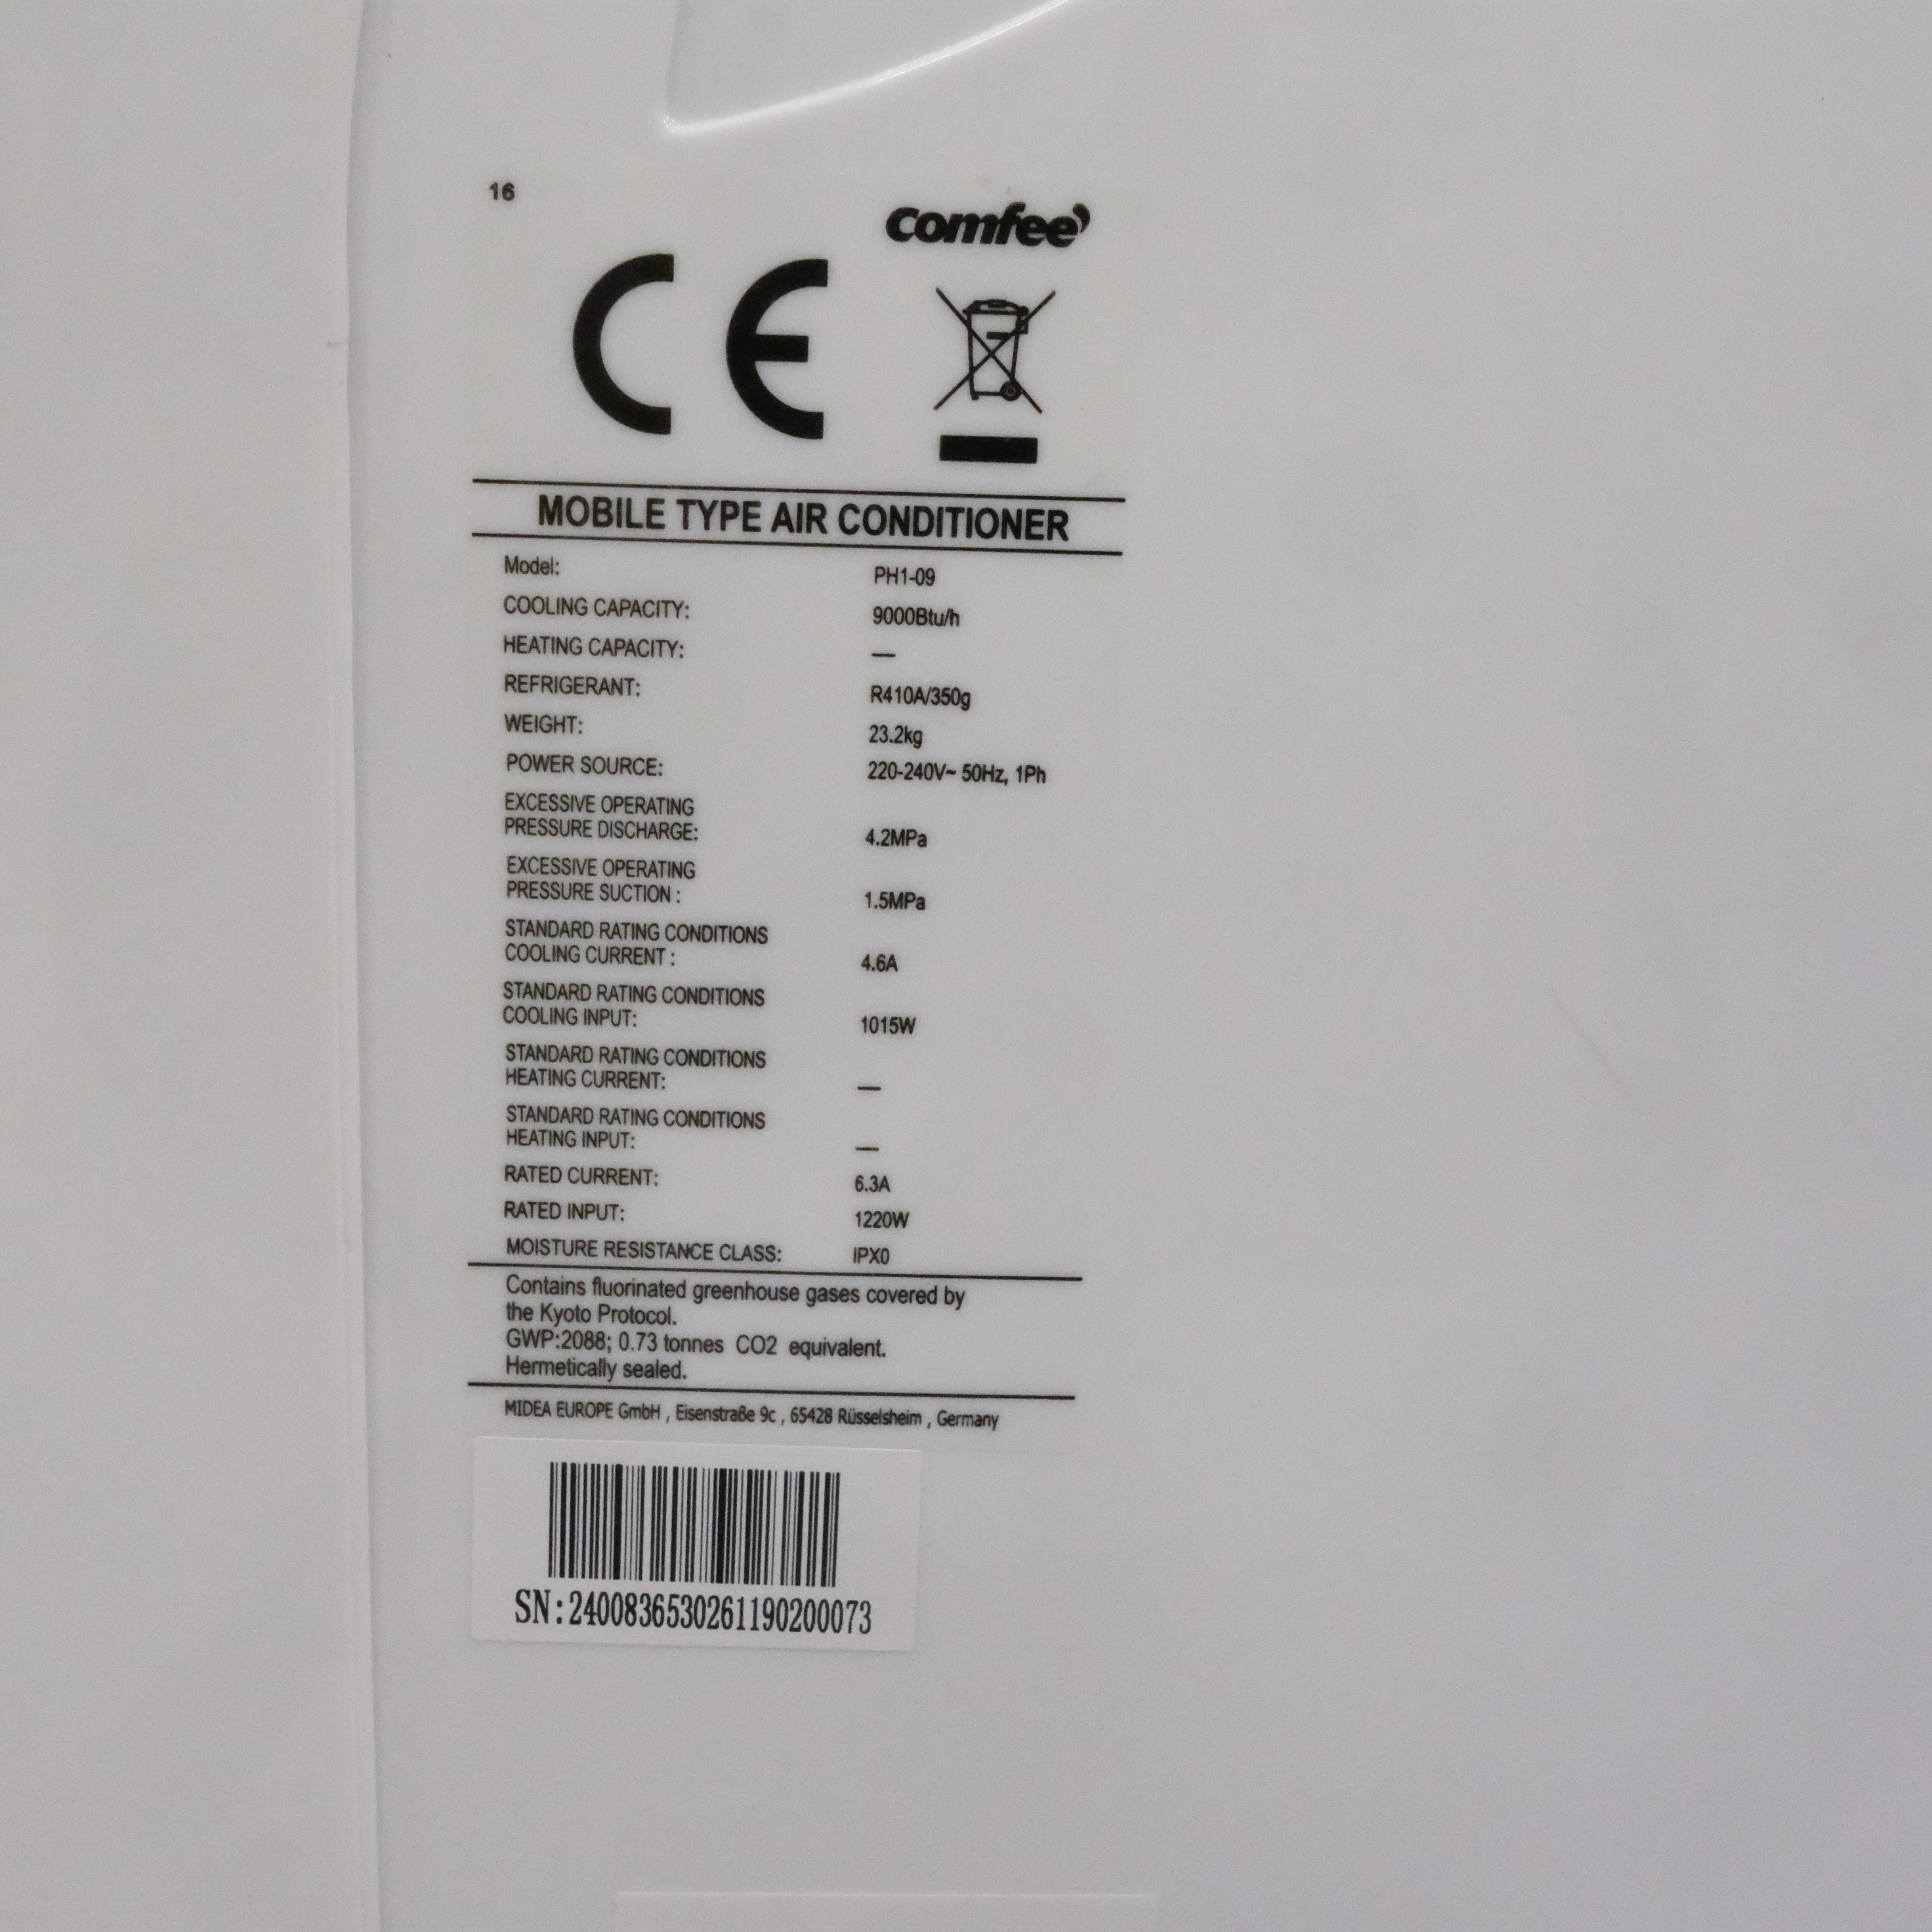 16
comfee'
CE
MOBILE TYPE AIR CONDITIONER
Model: PH1-09
COOLING CAPACITY: 9000Btu/h
HEATING CAPACITY: —
REFRIGERANT: R410A/350g
WEIGHT: 23.2kg
POWER SOURCE: 220-240V~ 50Hz, 1Ph
EXCESSIVE OPERATING
PRESSURE DISCHARGE: 4.2MPa
EXCESSIVE OPERATING
PRESSURE SUCTION : 1.5MPa
STANDARD RATING CONDITIONS
COOLING CURRENT : 4.6A
STANDARD RATING CONDITIONS
COOLING INPUT: 1015W
STANDARD RATING CONDITIONS
HEATING CURRENT: —
STANDARD RATING CONDITIONS
HEATING INPUT: —
RATED CURRENT: 6.3A
RATED INPUT: 1220W
MOISTURE RESISTANCE CLASS: IPX0
Contains fluorinated greenhouse gases covered by
the Kyoto Protocol.
GWP:2088; 0.73 tonnes CO2 equivalent.
Hermetically sealed.
MIDEA EUROPE GmbH , Eisenstraße 9c , 65428 Rüsselsheim , Germany
SN:2400836530261190200073